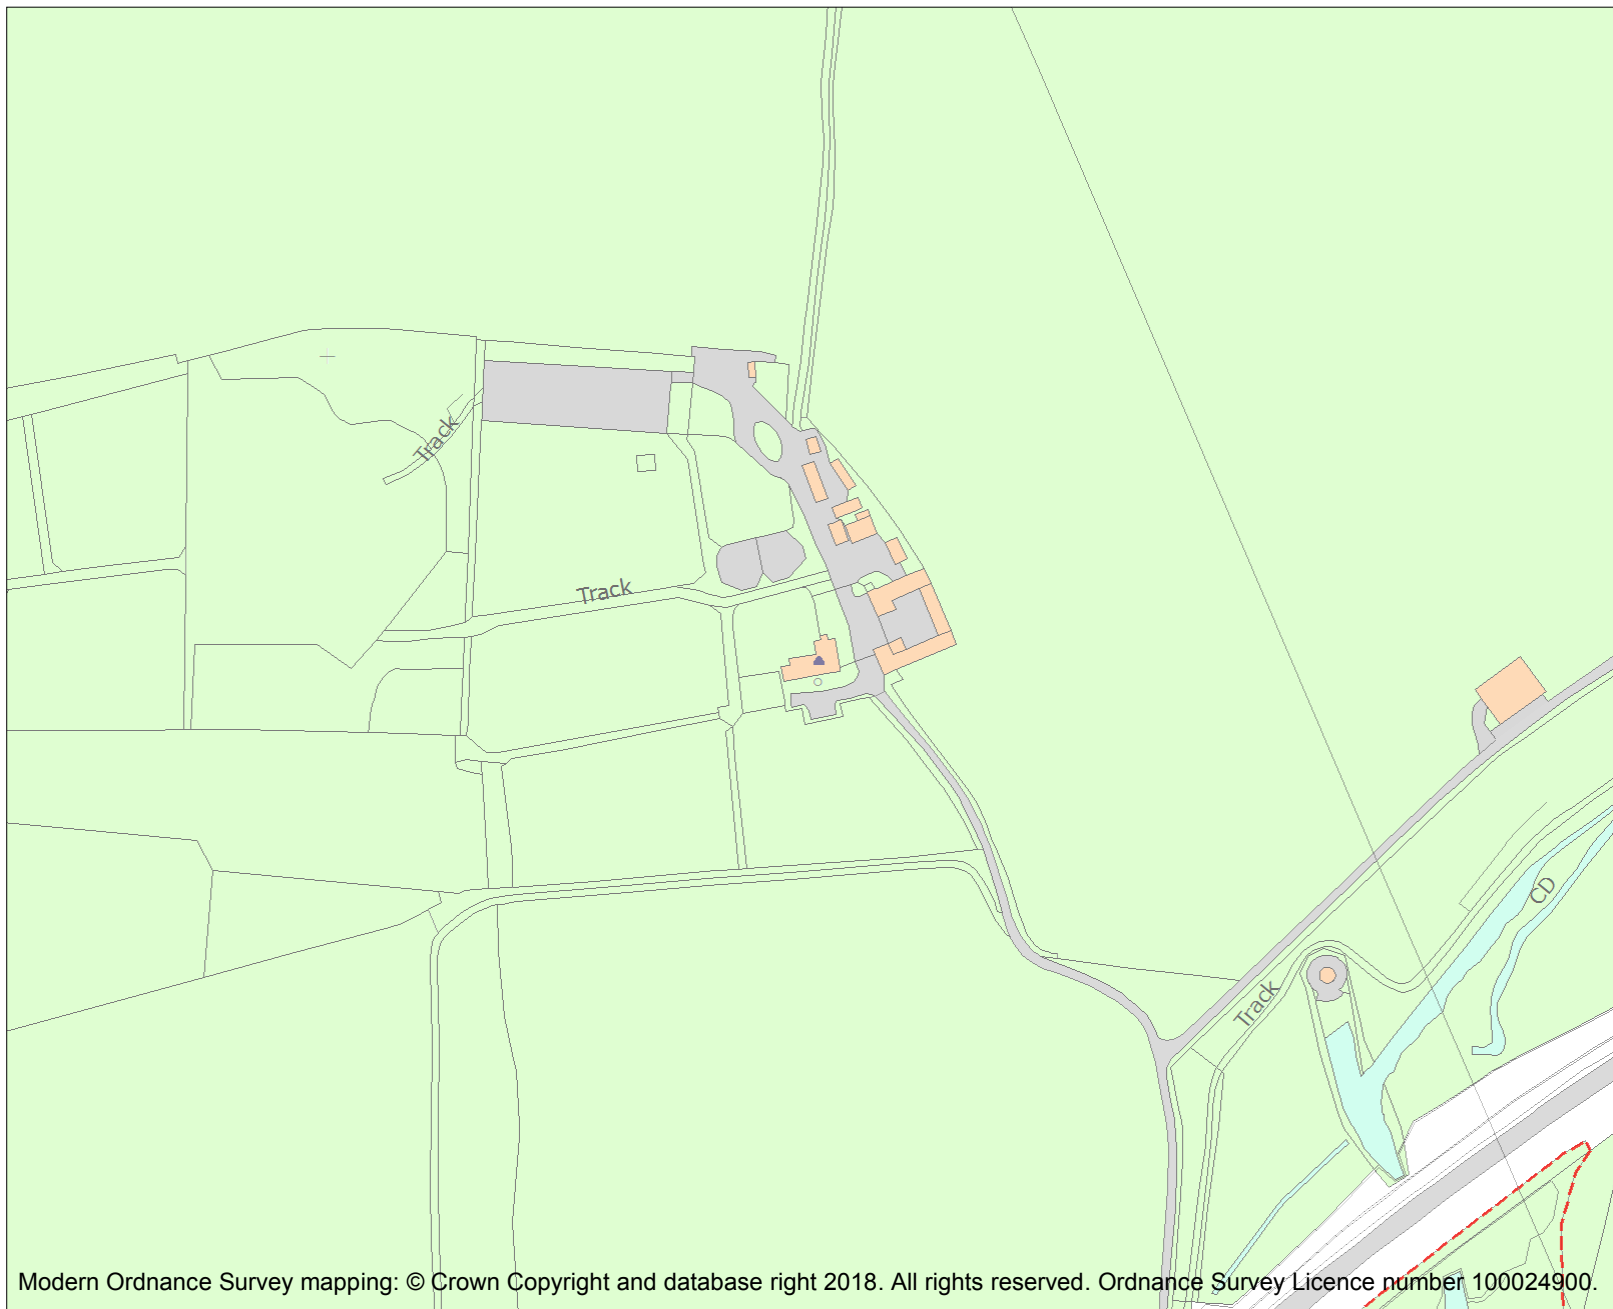 Track
Track
CD
Track
Modern Ordnance Survey mapping: © Crown Copyright and database right 2018. All rights reserved. Ordnance Survey Licence number 100024900.